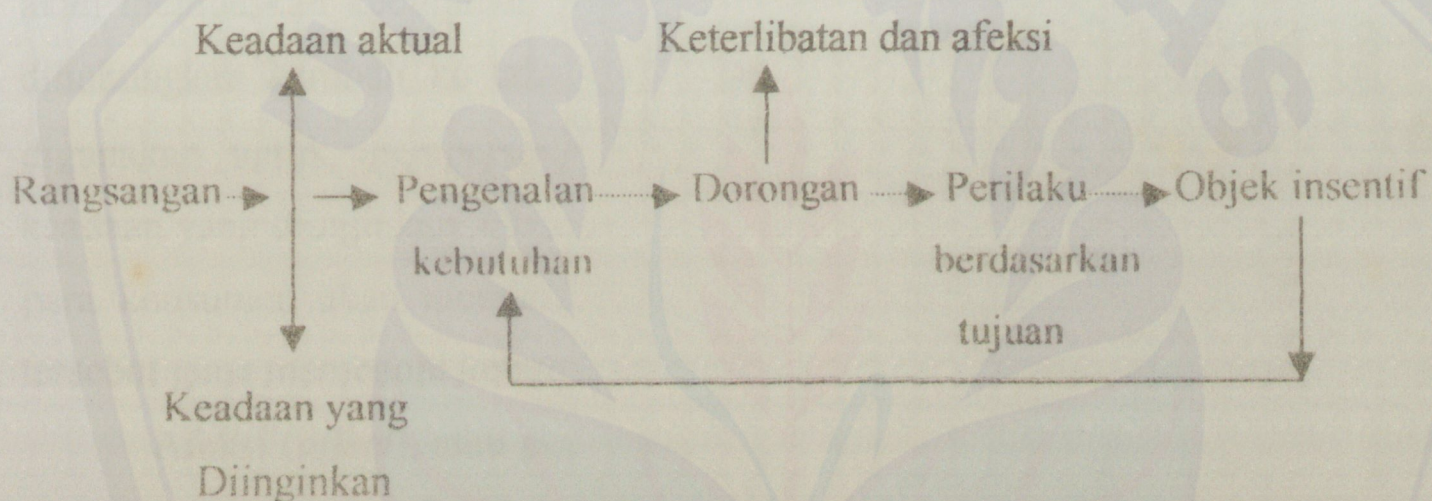 Keadaan aktual
Keterlibatan dan afeksi
Rangsangan Pengenalan Dorongan Perilaku Objek insentif
kebutuhan berdasarkan
tujuan
Keadaan yang
Diinginkan